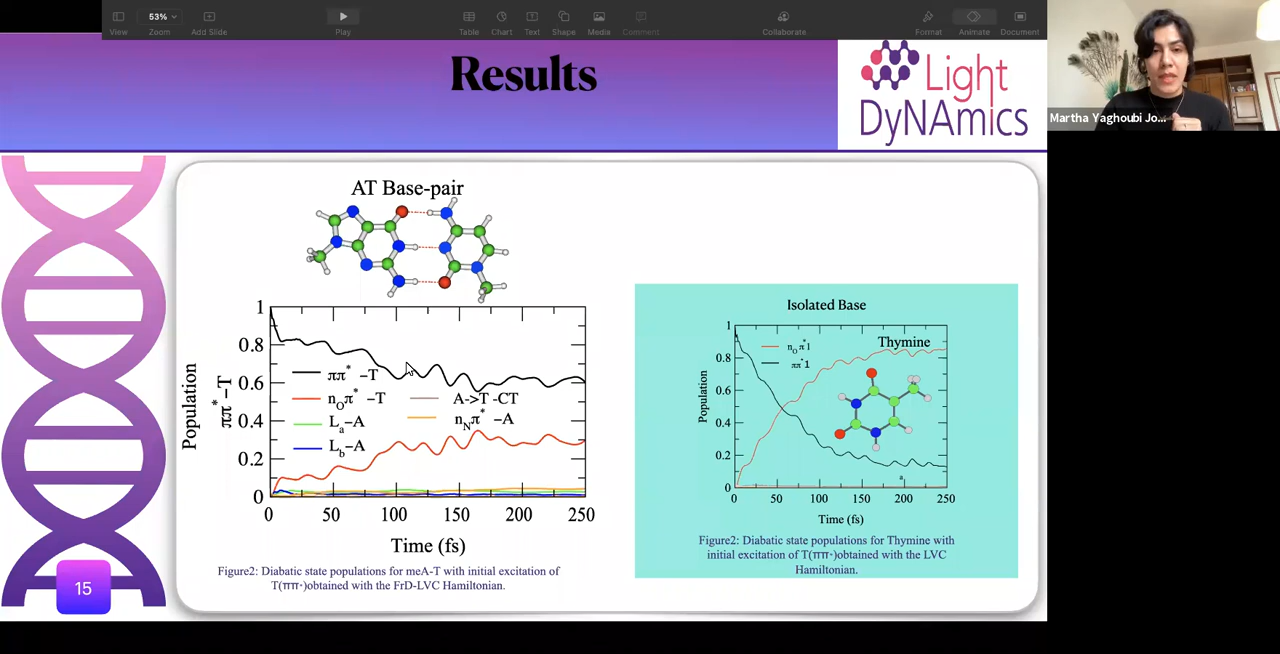 53%
View
Zoom
Add Slide
Play
Table
Chart
Text
Shape
Media
Comment
Collaborate
Format
Animate
Document
Results
Light
DyNAmics
Martha Yaghoubi Jo...
AT Base-pair
Population
ππ* -T
1
0.8
0.6
0.4
0.2
0
ππ* -T
nOπ* -T
La-A
Lb-A
A->T -CT
nNπ* -A
0
50
100
150
200
250
Time (fs)
Figure2: Diabatic state populations for meA-T with initial excitation of
T(ππ*)obtained with the FrD-LVC Hamiltonian.
Isolated Base
Thymine
Population
1
0.8
0.6
0.4
0.2
0
nOπ*1
ππ*1
a
0
50
100
150
200
250
Time (fs)
Figure2: Diabatic state populations for Thymine with
initial excitation of T(ππ*)obtained with the LVC
Hamiltonian.
15